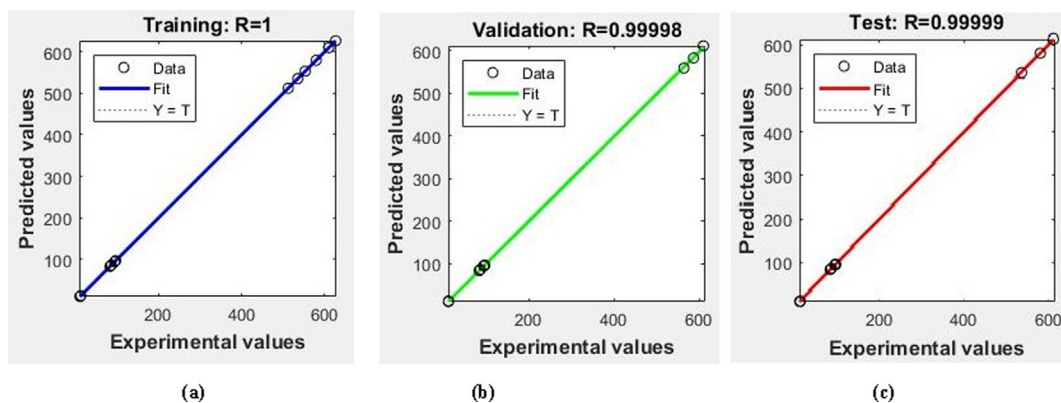 Training: R=1
Predicted values
600
500
400
300
200
100
Data
Fit
Y = T
200
400
600
Experimental values
(a)
Validation: R=0.99998
Predicted values
600
500
400
300
200
100
Data
Fit
Y = T
200
400
600
Experimental values
(b)
Test: R=0.99999
Predicted values
600
500
400
300
200
100
Data
Fit
Y = T
200
400
600
Experimental values
(c)